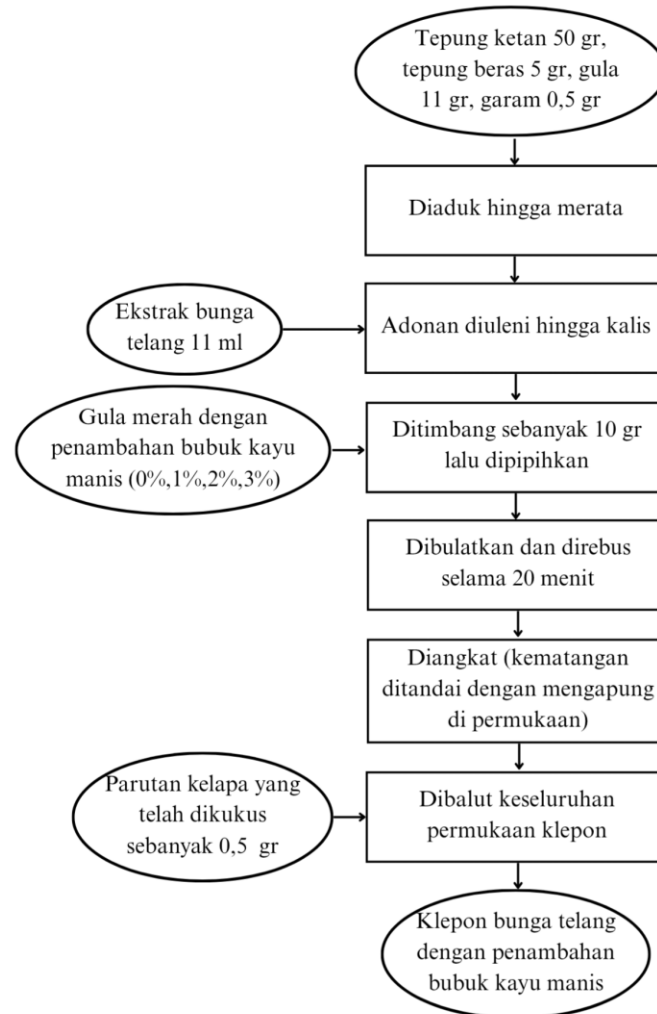 Tepung ketan 50 gr,
tepung beras 5 gr, gula
11 gr, garam 0,5 gr
Diaduk hingga merata
Ekstrak bunga
telang 11 ml
Adonan diuleni hingga kalis
Gula merah dengan
penambahan bubuk kayu
manis (0%,1%,2%,3%)
Ditimbang sebanyak 10 gr
lalu dipipihkan
Dibulatkan dan direbus
selama 20 menit
Diangkat (kematangan
ditandai dengan mengapung
di permukaan)
Parutan kelapa yang
telah dikukus
sebanyak 0,5 gr
Dibalut keseluruhan
permukaan klepon
Klepon bunga telang
dengan penambahan
bubuk kayu manis